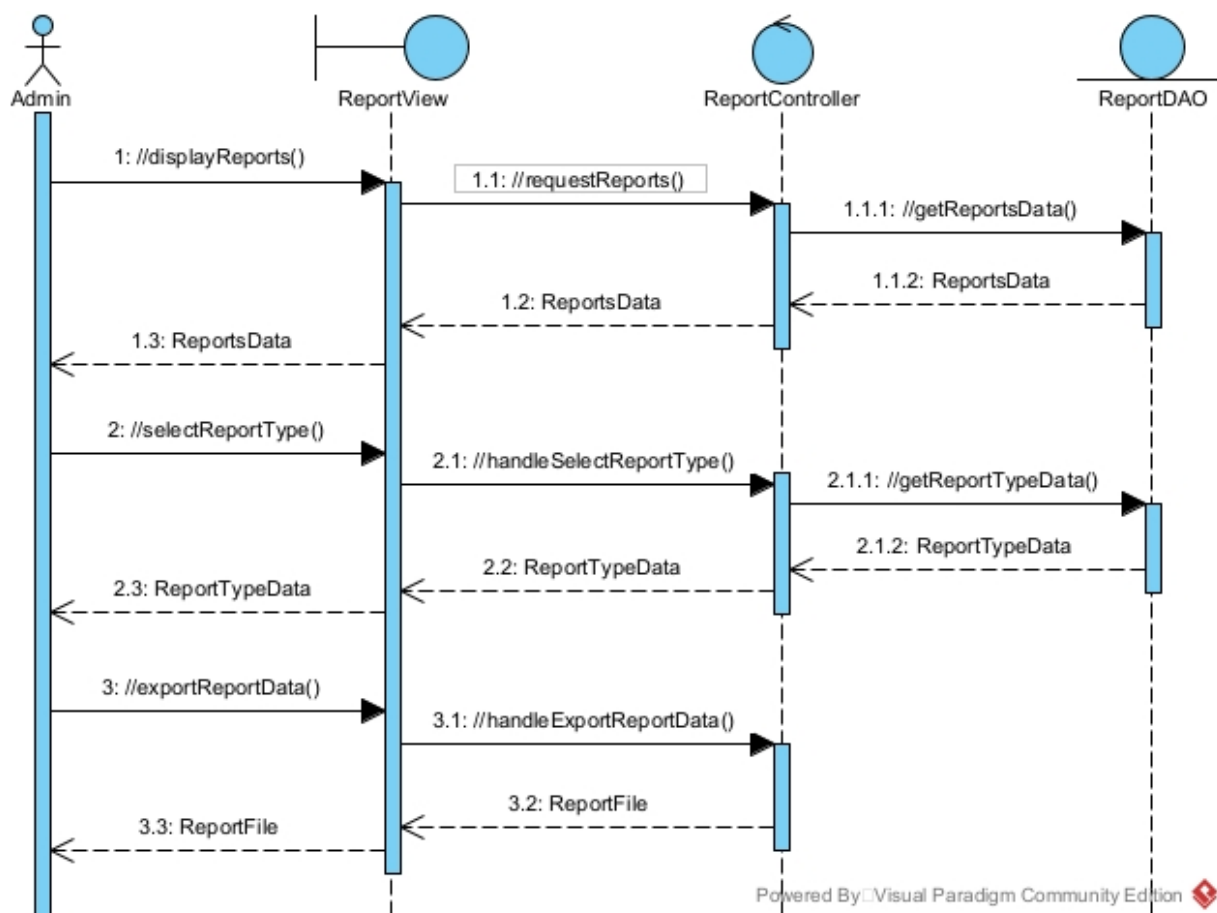 Admin
ReportView
ReportController
ReportDAO
1: //displayReports()
1.1: //requestReports()
1.1.1: //getReportsData()
1.1.2: ReportsData
1.2: ReportsData
1.3: ReportsData
2: //selectReportType()
2.1: //handleSelectReportType()
2.1.1: //getReportTypeData()
2.1.2: ReportTypeData
2.2: ReportTypeData
2.3: ReportTypeData
3: //exportReportData()
3.1: //handleExportReportData()
3.2: ReportFile
3.3: ReportFile
Powered By□Visual Paradigm Community Edition